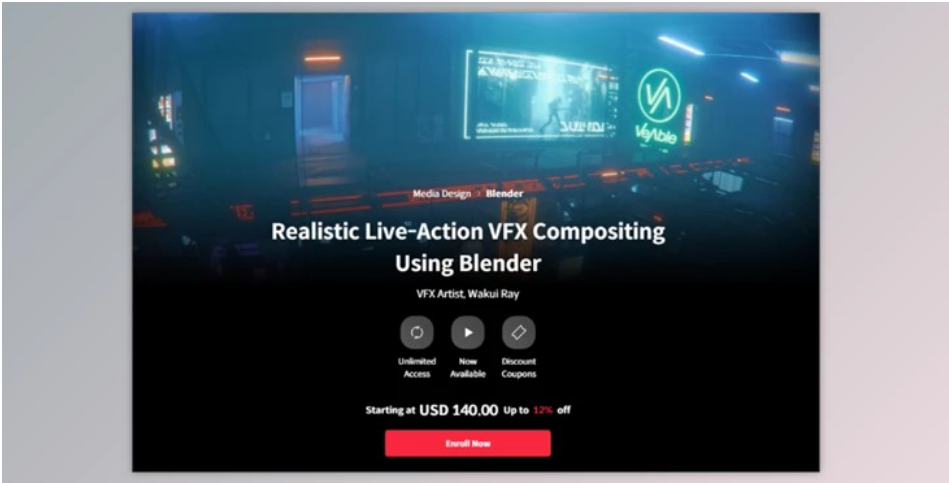 VeAble
Media Design > Blender
Realistic Live-Action VFX Compositing
Using Blender
VFX Artist, Wakui Ray
Unlimited
Access
Now
Available
Discount
Coupons
Starting at USD 140.00 Up to 12% off
Enroll Now